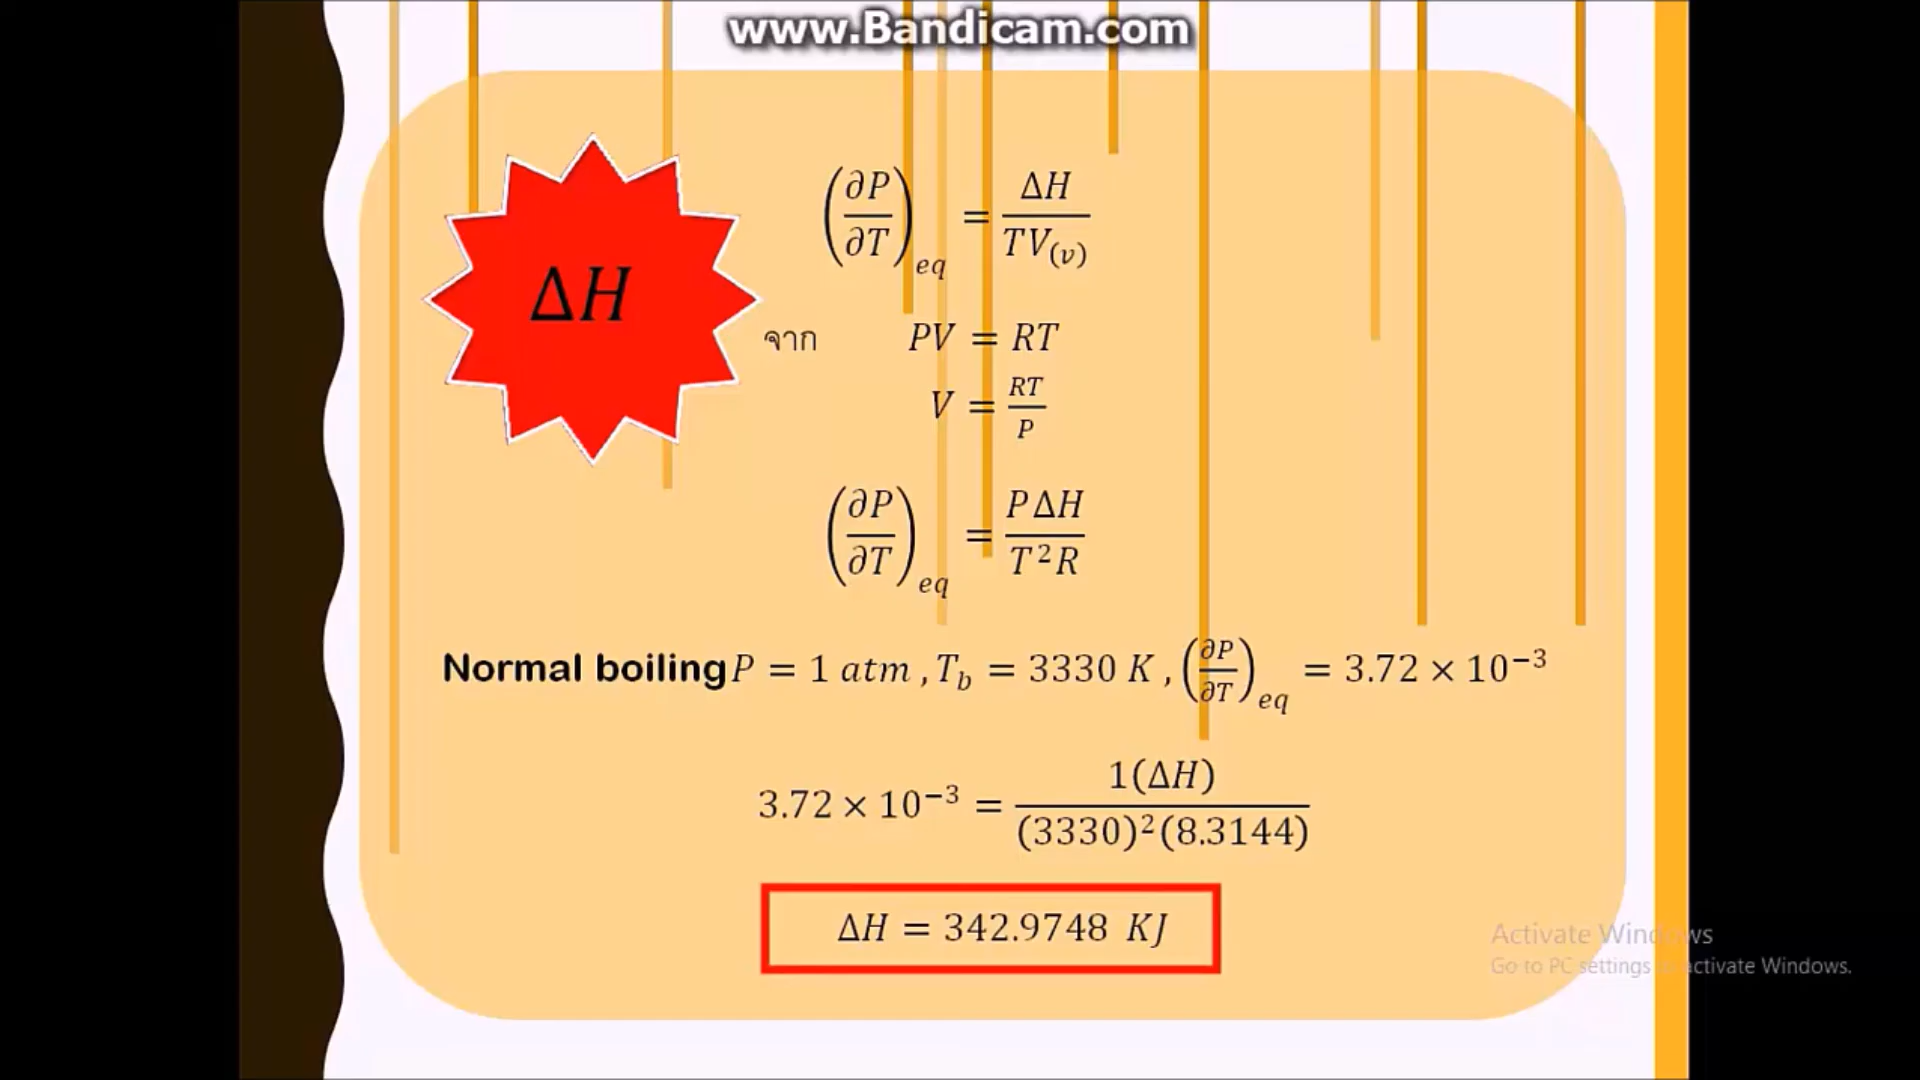 www.Bandicam.com
ΔH
(∂P/∂T)eq = ΔH/TV(v)
จาก PV = RT
V = RT/P
(∂P/∂T)eq = PΔH/T²R
Normal boiling P = 1 atm , Tb = 3330 K , (∂P/∂T)eq = 3.72 × 10⁻³
3.72 × 10⁻³ = 1(ΔH)/(3330)²(8.3144)
ΔH = 342.9748 KJ
Activate Windows
Go to PC settings to activate Windows.